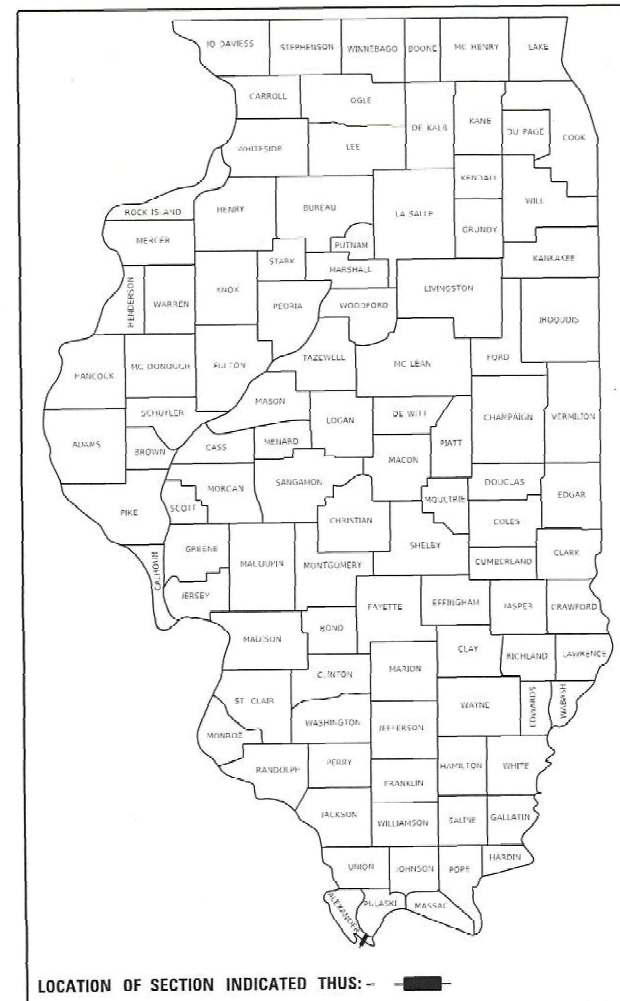 JO DAVIESS STEPHENSON WINNEBAGO BOONE MC HENRY LAKE
CARROLL OGLE DE KALB KANE DU PAGE COOK
WHITESIDE LEE
KENDALL
ROCK ISLAND HENRY BUREAU LA SALLE WILL
MERCER PUTNAM GRUNDY
STARK MARSHALL KANKAKEE
HENDERSON WARREN KNOX PEORIA WOODFORD LIVINGSTON IROQUOIS
HANCOCK MC DONOUGH FULTON TAZEWELL MC LEAN FORD
MASON
SCHUYLER LOGAN DE WITT CHAMPAIGN VERMILION
ADAMS BROWN CASS MENARD MACON PIATT
MORGAN SANGAMON DOUGLAS EDGAR
PIKE SCOTT CHRISTIAN MOULTRIE COLES
GREENE SHELBY
CALHOUN MACOUPIN MONTGOMERY CUMBERLAND CLARK
JERSEY FAYETTE EFFINGHAM JASPER CRAWFORD
MADISON BOND CLAY RICHLAND LAWRENCE
CLINTON MARION
ST. CLAIR WAYNE EDWARDS WABASH
MONROE WASHINGTON JEFFERSON
RANDOLPH PERRY HAMILTON WHITE
FRANKLIN
JACKSON WILLIAMSON SALINE GALLATIN
UNION JOHNSON POPE HARDIN
ALEXANDER PULASKI MASSAC
LOCATION OF SECTION INDICATED THUS:-